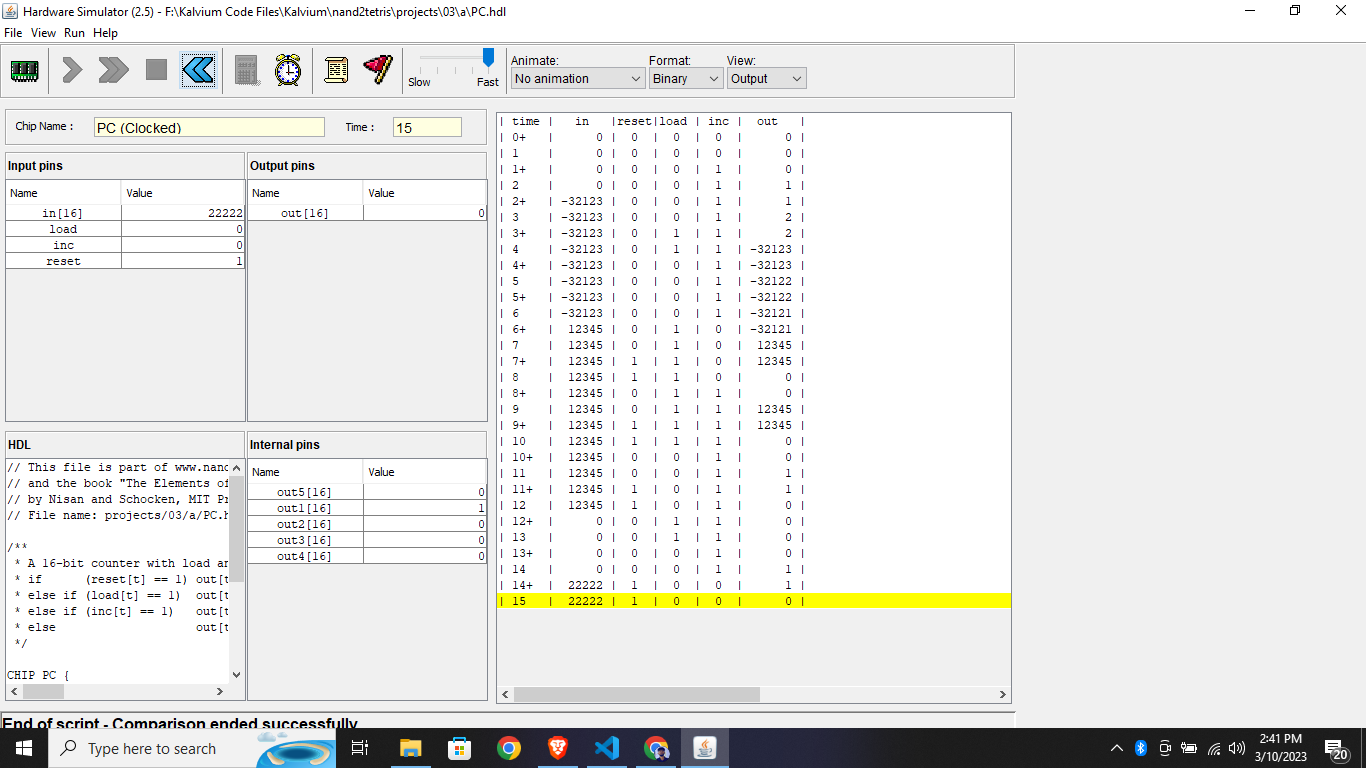 Hardware Simulator (2.5) - F:\Kalvium Code Files\Kalvium\nand2tetris\projects\03\a\PC.hdl
File View Run Help
Animate: Format: View:
Slow Fast No animation Binary Output
Chip Name : PC (Clocked) Time : 15
Input pins
Name Value
in[16] 22222
load 0
inc 0
reset 1
Output pins
Name Value
out[16] 0
HDL
// This file is part of www.nand
// and the book "The Elements of
// by Nisan and Schocken, MIT Pr
// File name: projects/03/a/PC.h
/**
* A 16-bit counter with load an
* if (reset[t] == 1) out[t
* else if (load[t] == 1) out[t
* else if (inc[t] == 1) out[t
* else out[t
*/
CHIP PC {
Internal pins
Name Value
out5[16] 0
out1[16] 1
out2[16] 0
out3[16] 0
out4[16] 0
| time | in |reset|load | inc | out |
| 0+ | 0 | 0 | 0 | 0 | 0 |
| 1 | 0 | 0 | 0 | 0 | 0 |
| 1+ | 0 | 0 | 0 | 1 | 0 |
| 2 | 0 | 0 | 0 | 1 | 1 |
| 2+ | -32123 | 0 | 0 | 1 | 1 |
| 3 | -32123 | 0 | 0 | 1 | 2 |
| 3+ | -32123 | 0 | 1 | 1 | 2 |
| 4 | -32123 | 0 | 1 | 1 | -32123 |
| 4+ | -32123 | 0 | 0 | 1 | -32123 |
| 5 | -32123 | 0 | 0 | 1 | -32122 |
| 5+ | -32123 | 0 | 0 | 1 | -32122 |
| 6 | -32123 | 0 | 0 | 1 | -32121 |
| 6+ | 12345 | 0 | 1 | 0 | -32121 |
| 7 | 12345 | 0 | 1 | 0 | 12345 |
| 7+ | 12345 | 1 | 1 | 0 | 12345 |
| 8 | 12345 | 1 | 1 | 0 | 0 |
| 8+ | 12345 | 0 | 1 | 1 | 0 |
| 9 | 12345 | 0 | 1 | 1 | 12345 |
| 9+ | 12345 | 1 | 1 | 1 | 12345 |
| 10 | 12345 | 1 | 1 | 1 | 0 |
| 10+ | 12345 | 0 | 0 | 1 | 0 |
| 11 | 12345 | 0 | 0 | 1 | 1 |
| 11+ | 12345 | 1 | 0 | 1 | 1 |
| 12 | 12345 | 1 | 0 | 1 | 0 |
| 12+ | 0 | 0 | 1 | 1 | 0 |
| 13 | 0 | 0 | 1 | 1 | 0 |
| 13+ | 0 | 0 | 0 | 1 | 0 |
| 14 | 0 | 0 | 0 | 1 | 1 |
| 14+ | 22222 | 1 | 0 | 0 | 1 |
| 15 | 22222 | 1 | 0 | 0 | 0 |
End of script - Comparison ended successfully
Type here to search
2:41 PM
3/10/2023
20